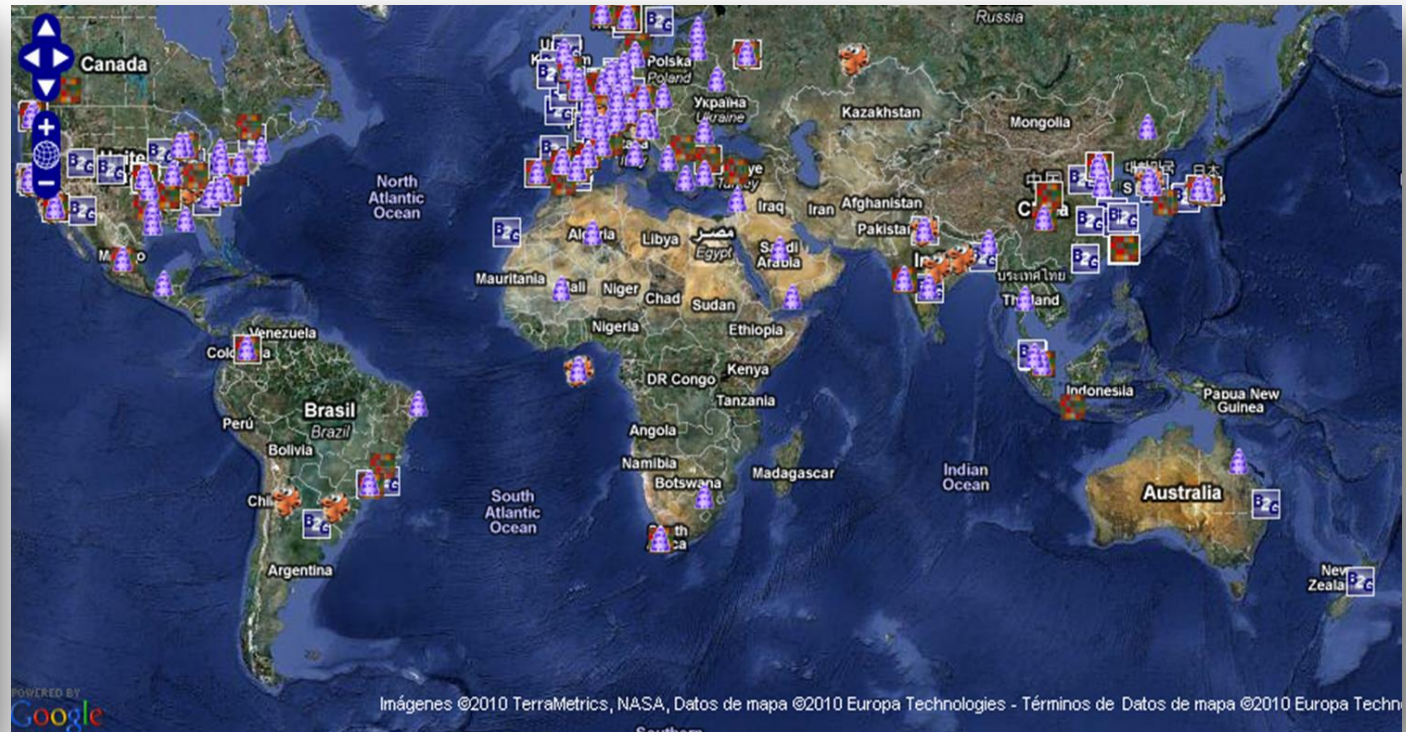 Russia
Canada
Polska
Poland
Україна
Ukraine
Kazakhstan
Mongolia
North
Atlantic
Ocean
Iraq
Iran
Afghanistan
Pakistan
Libya
مصر
Egypt
Saudi
Arabia
Mauritania
Mali
Niger
Chad
Sudan
ประเทศไทย
Thailand
Nigeria
Ethiopia
Venezuela
DR Congo
Kenya
Tanzania
Indonesia
Papua New
Guinea
Brasil
Brazil
Perú
Bolivia
Angola
Namibia
Botswana
Madagascar
Indian
Ocean
Australia
South
Atlantic
Ocean
Argentina
B2G
POWERED BY
Google
Imágenes ©2010 TerraMetrics, NASA, Datos de mapa ©2010 Europa Technologies - Términos de Datos de mapa ©2010 Europa Techn